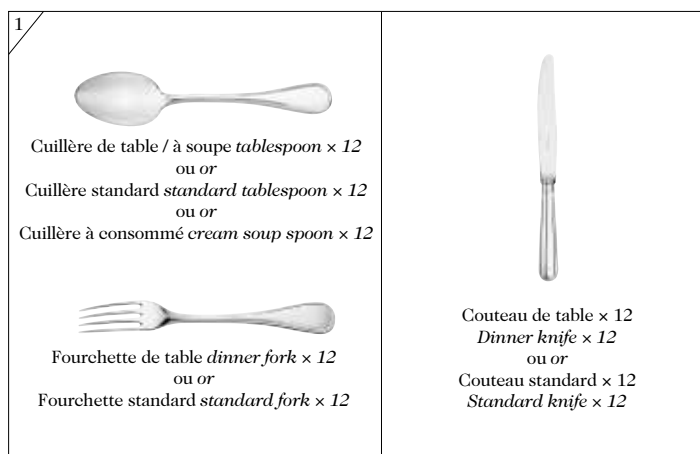 1
Cuillère de table / à soupe tablespoon × 12
ou or
Cuillère standard standard tablespoon × 12
ou or
Cuillère à consommé cream soup spoon × 12
Fourchette de table dinner fork × 12
ou or
Fourchette standard standard fork × 12
Couteau de table × 12
Dinner knife × 12
ou or
Couteau standard × 12
Standard knife × 12